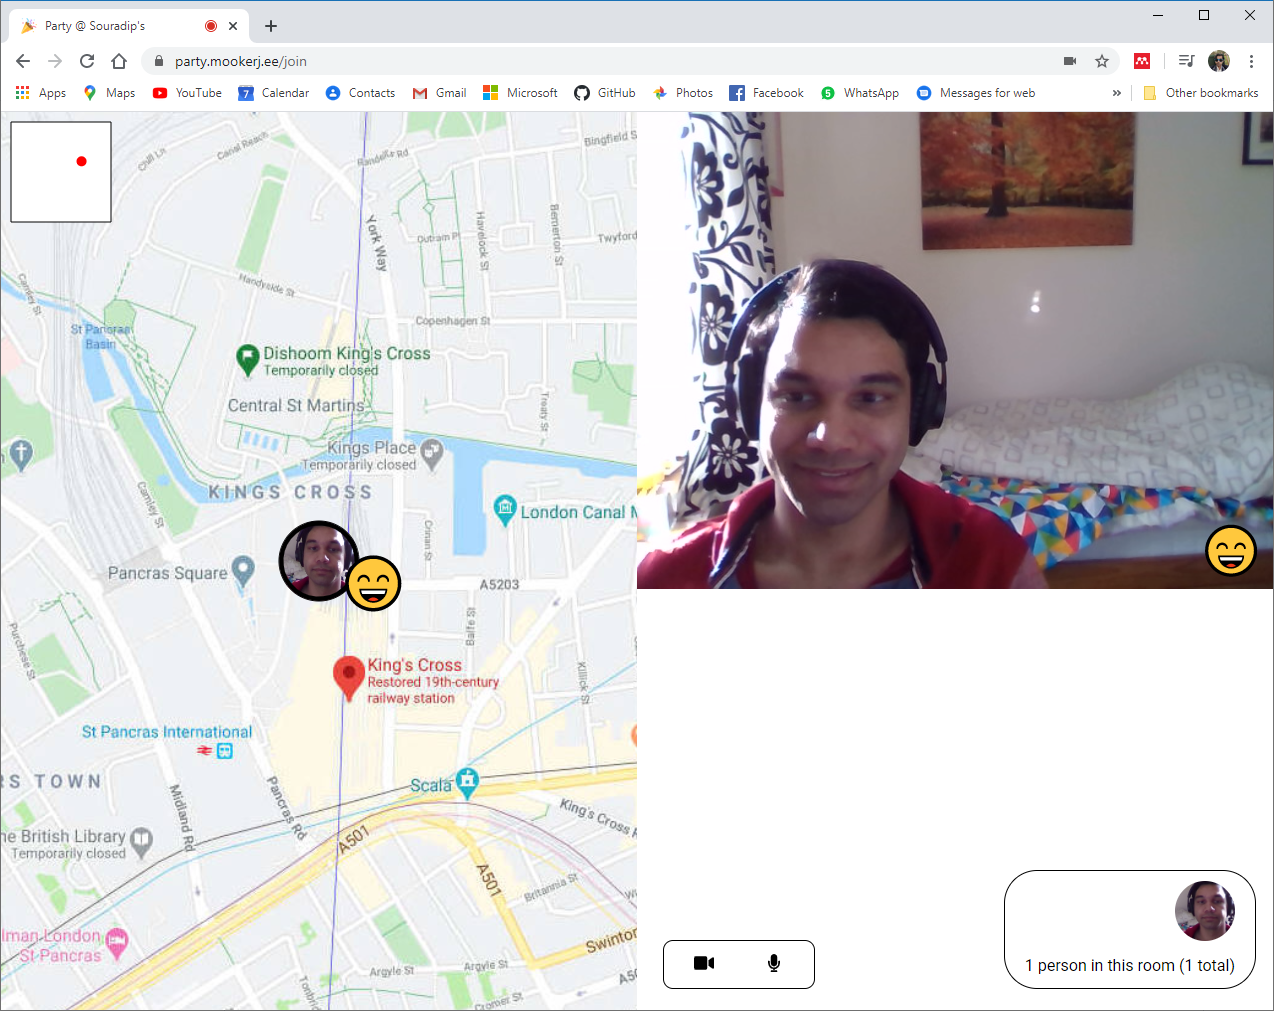 Party @ Souradip's
party.mookerj.ee/join
Apps
Maps
YouTube
7
Calendar
Contacts
Gmail
Microsoft
GitHub
Photos
Facebook
WhatsApp
Messages for web
»
Other bookmarks
Chill Ln
Canal Reach
Randell's Rd
Bingfield S
York Way
Outram Pl
Havelock St
Bemerton St
Twyford
Camley St
Handyside St
Copenhagen St
St Pancras
Basin
Dishoom King's Cross
Temporarily closed
Central St Martins
Treaty St
Kings Place
Temporarily closed
n
KINGS CROSS
Camley St
London Canal M
Crinan St
Pancras Square
A5203
Balfe St
Purchese St
Killick St
King's Cross
Restored 19th-century
railway station
St Pancras International
RS TOWN
Scala
Midland Rd
Pancras Rd
King's Cross R
he British Library
Temporarily closed
A501
A501
Britannia St
lman London
St Pancras
Swinton
Argyle St
Argyle St
A50
Tonbri
Cromer St
1 person in this room (1 total)